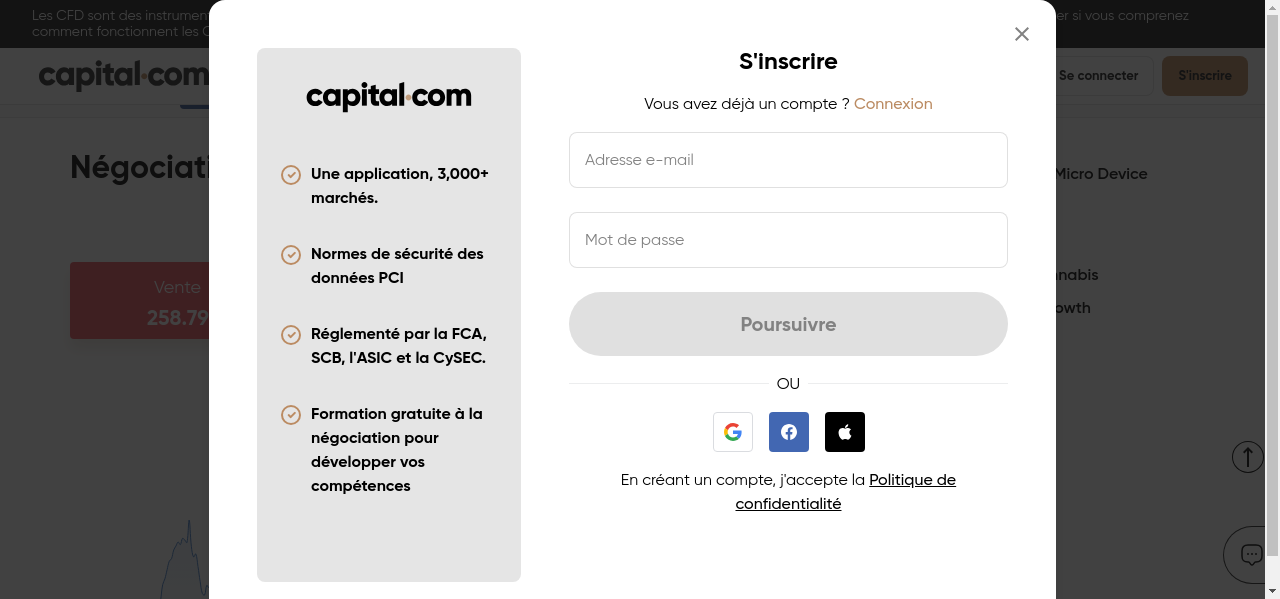 Les CFD sont des instrument
er si vous comprenez
comment fonctionnent les C
capital.com
Se connecter
S'inscrire
Négociati
Micro Device
Vente
258.79
nnabis
owth
capital.com
Une application, 3,000+
marchés.
Normes de sécurité des
données PCI
Réglementé par la FCA,
SCB, l'ASIC et la CySEC.
Formation gratuite à la
négociation pour
développer vos
compétences
S'inscrire
Vous avez déjà un compte ? Connexion
Adresse e-mail
Mot de passe
Poursuivre
OU
En créant un compte, j'accepte la Politique de
confidentialité